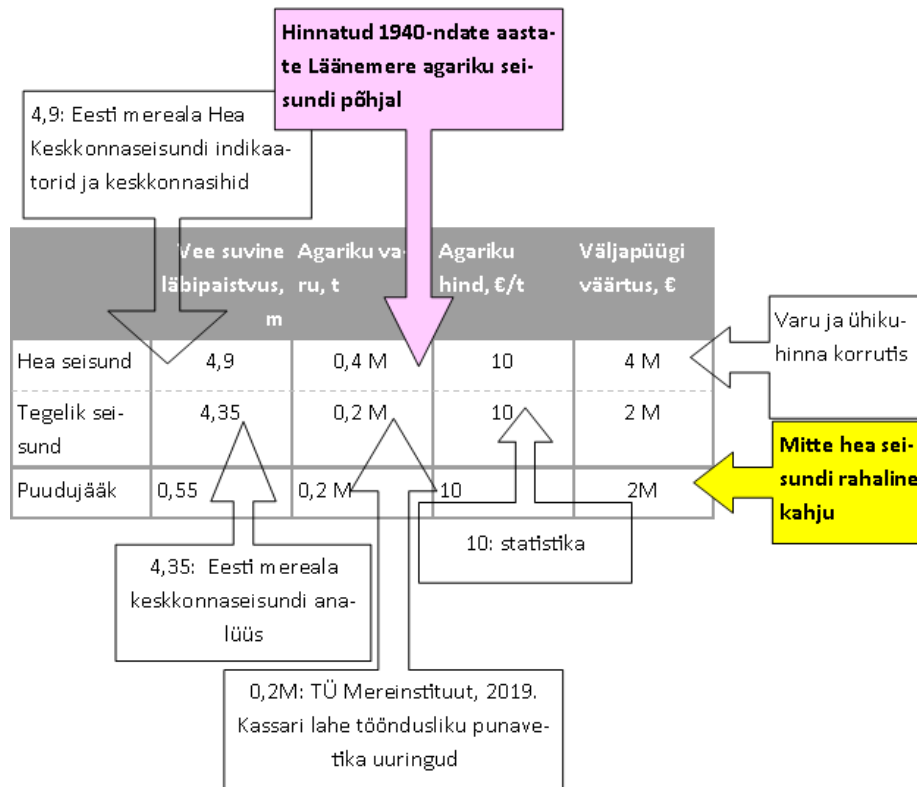 Hinnatud 1940-ndate aasta-
te Läänemere agariku sei-
sundi põhjal
4,9: Eesti mereala Hea
Keskkonnaseisundi indikaa-
torid ja keskkonnasihid
Vee suvine
läbipaistvus,
m
Agariku va-
ru, t
Agariku
hind, €/t
Väljapüügi
väärtus, €
Hea seisund 4,9 0,4 M 10 4 M
Tegelik sei-
sund
4,35 0,2 M 10 2 M
Puudujääk 0,55 0,2 M 10 2M
Varu ja ühiku-
hinna korrutis
Mitte hea sei-
sundi rahaline
kahju
10: statistika
4,35: Eesti mereala
keskkonnaseisundi ana-
lüüs
0,2M: TÜ Mereinstituut, 2019.
Kassari lahe tööndusliku punave-
tika uuringud